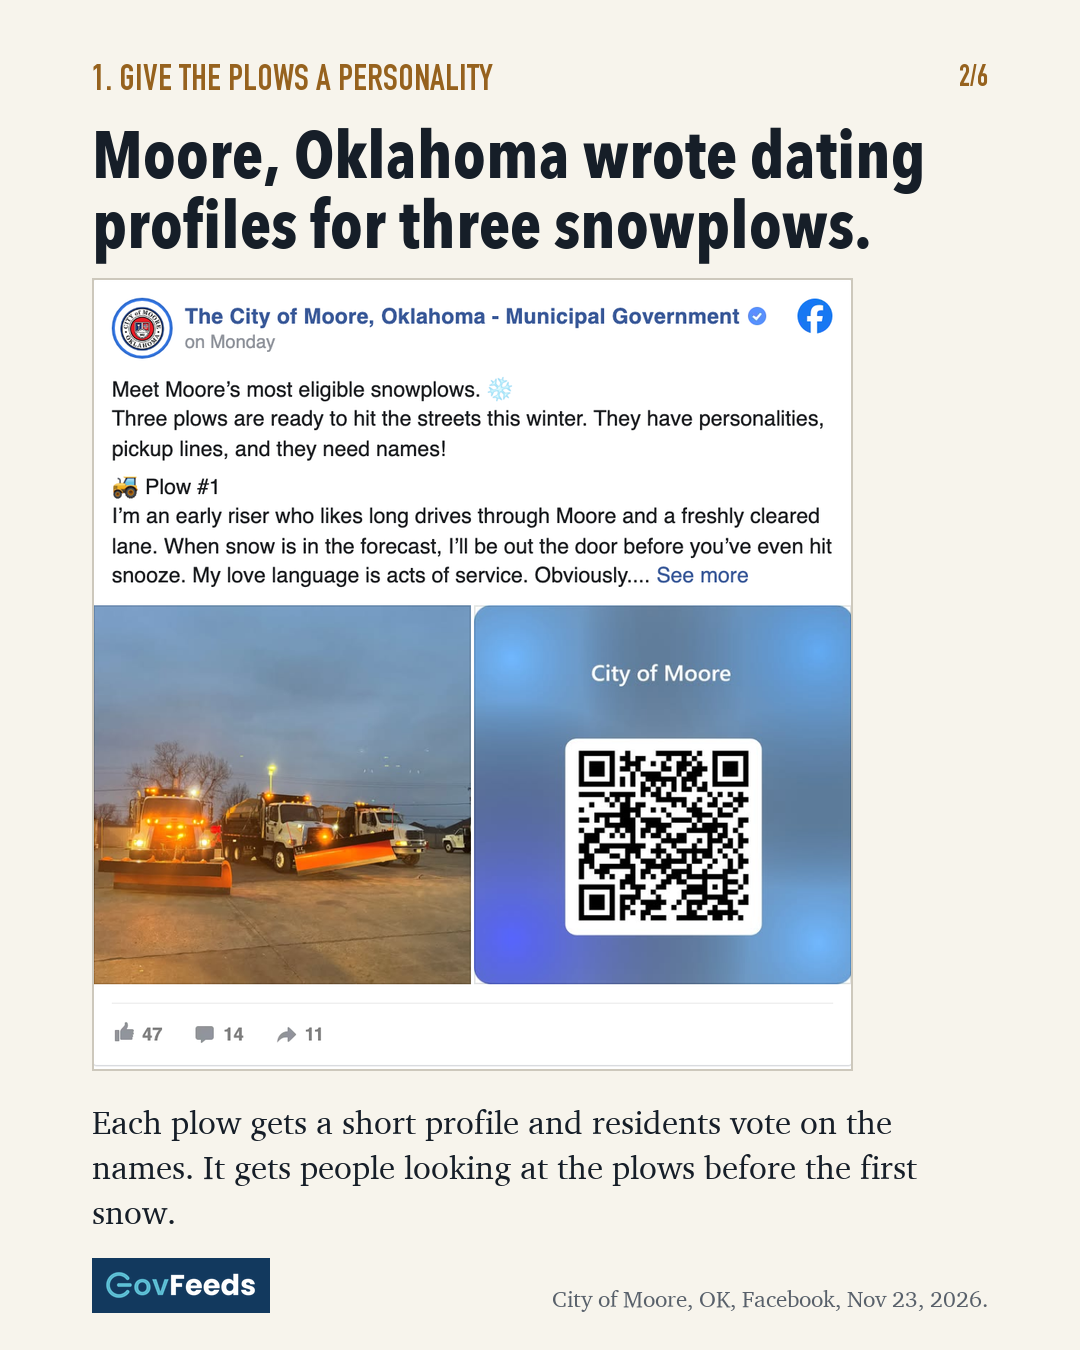 1. GIVE THE PLOWS A PERSONALITY
2/6
Moore, Oklahoma wrote dating
profiles for three snowplows.
CITY OF MOORE
OKLAHOMA
The City of Moore, Oklahoma - Municipal Government
on Monday
Meet Moore’s most eligible snowplows. ❄️
Three plows are ready to hit the streets this winter. They have personalities,
pickup lines, and they need names!
🚜 Plow #1
I’m an early riser who likes long drives through Moore and a freshly cleared
lane. When snow is in the forecast, I’ll be out the door before you’ve even hit
snooze. My love language is acts of service. Obviously.... See more
City of Moore
47 14 11
Each plow gets a short profile and residents vote on the
names. It gets people looking at the plows before the first
snow.
GovFeeds
City of Moore, OK, Facebook, Nov 23, 2026.